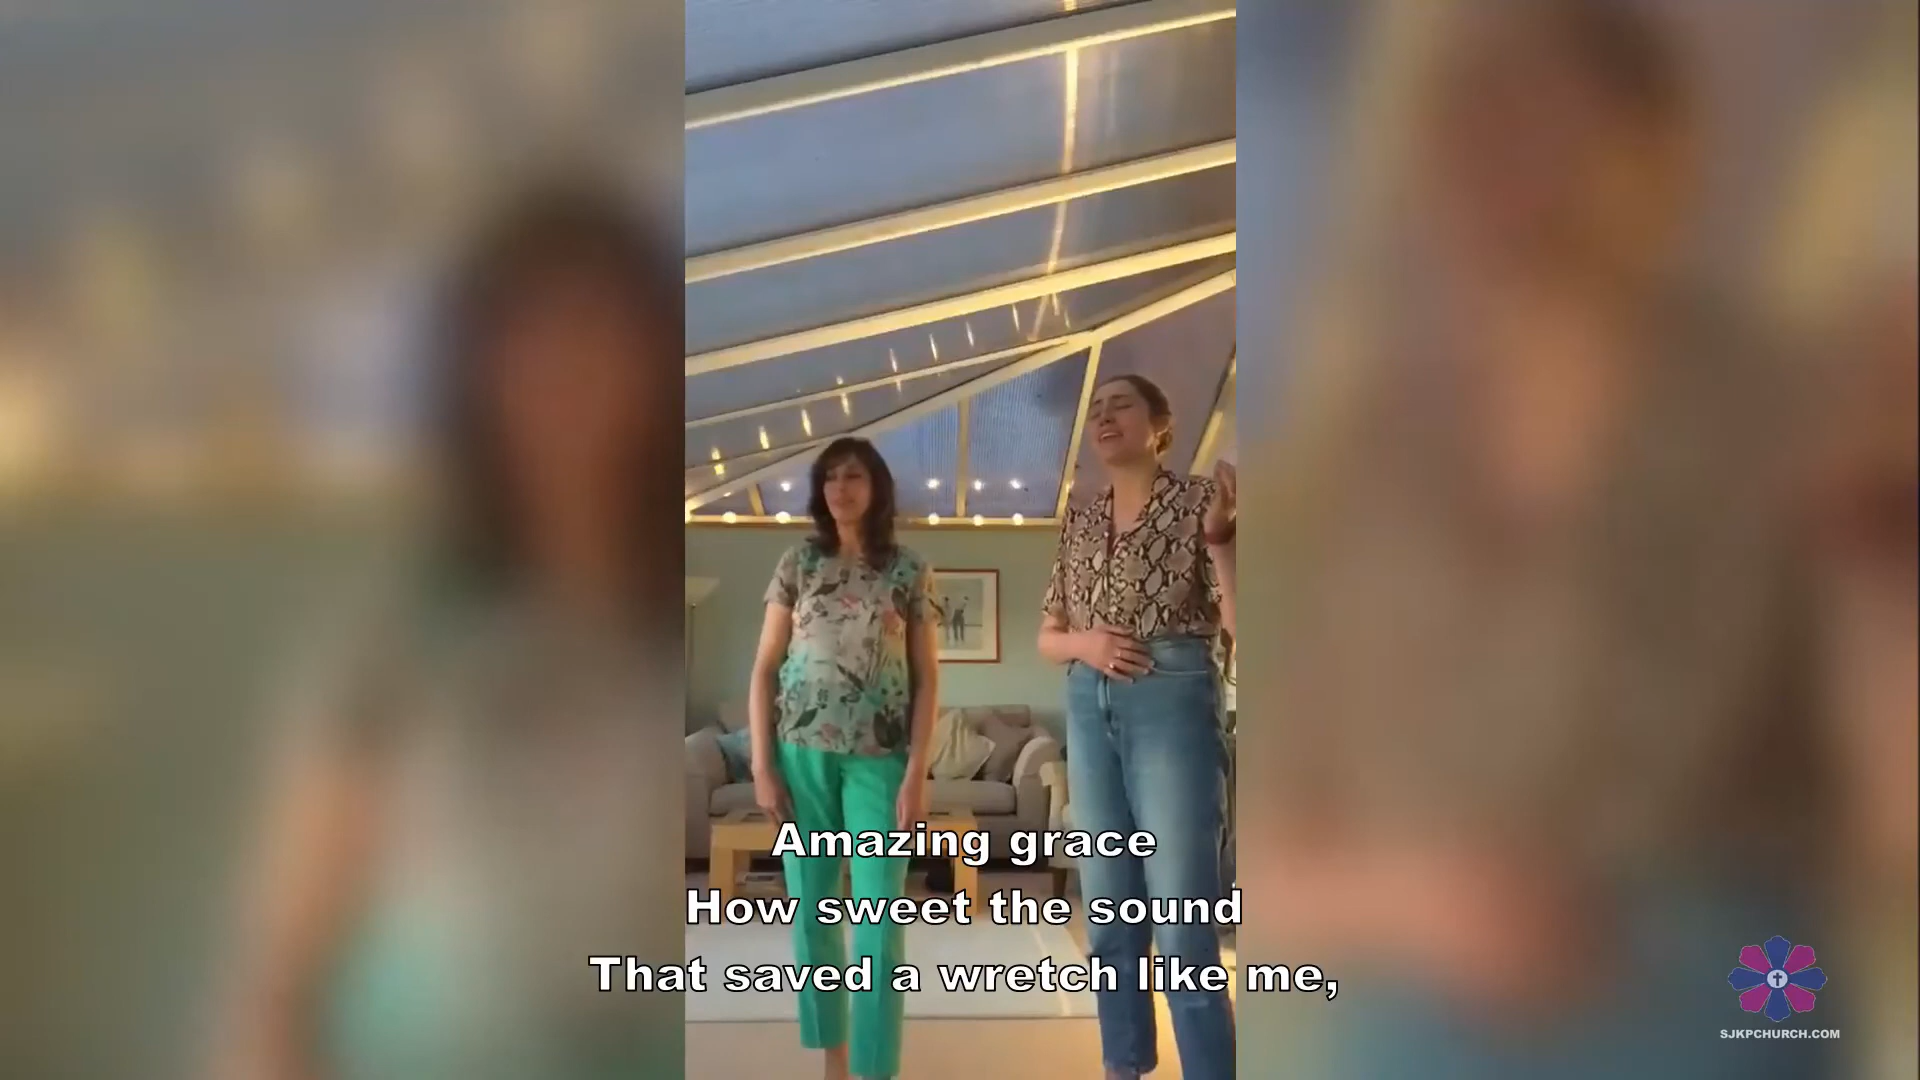 Amazing grace
How sweet the sound
That saved a wretch like me,
SJKPCHURCH.COM